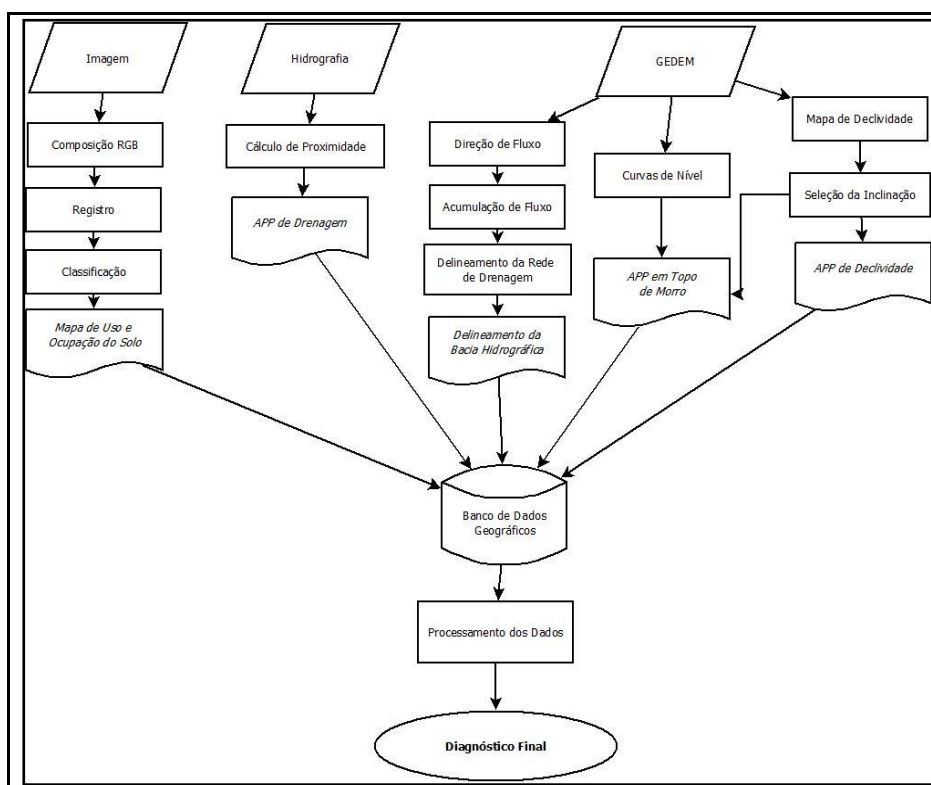 Imagem
Hidrografia
GEDEM
Composição RGB
Registro
Classificação
Mapa de Uso e
Ocupação do Solo
Cálculo de Proximidade
APP de Drenagem
Direção de Fluxo
Acumulação de Fluxo
Delineamento da Rede
de Drenagem
Delineamento da
Bacia Hidrográfica
Curvas de Nível
APP em Topo
de Morro
Mapa de Declividade
Seleção da Inclinação
APP de Declividade
Banco de Dados
Geográficos
Processamento dos Dados
Diagnóstico Final